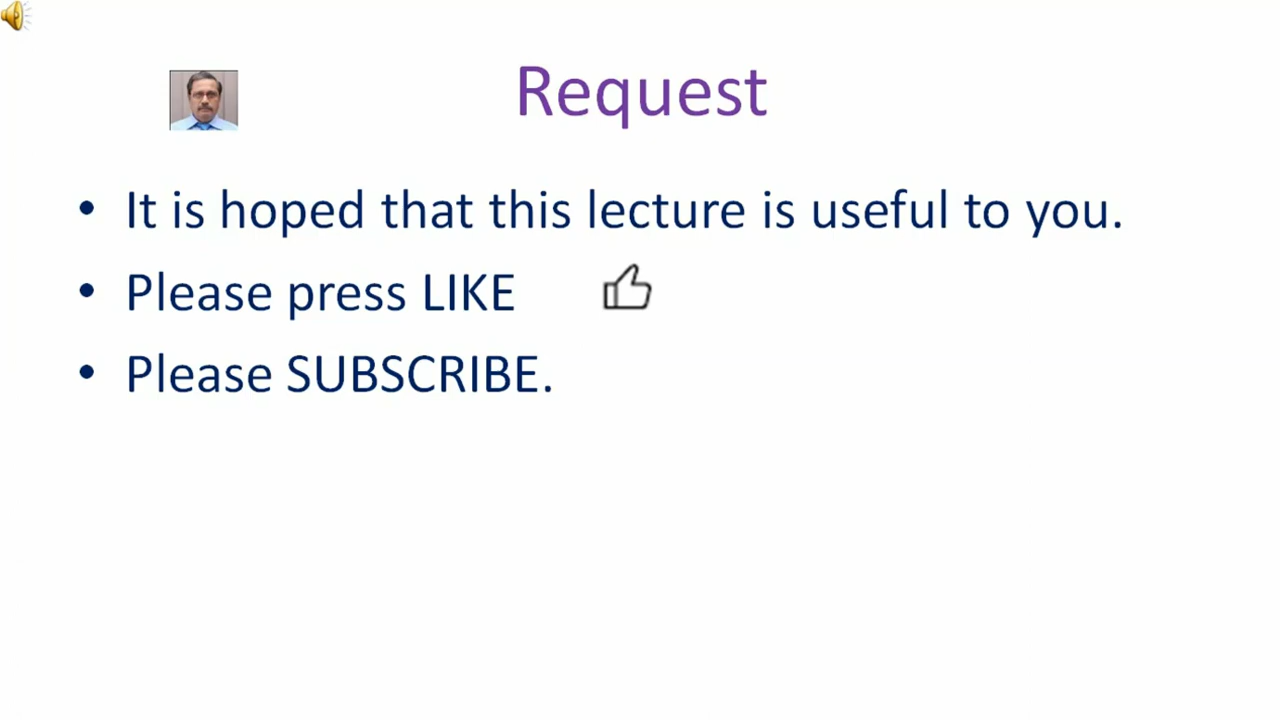 Request
• It is hoped that this lecture is useful to you.
• Please press LIKE
• Please SUBSCRIBE.